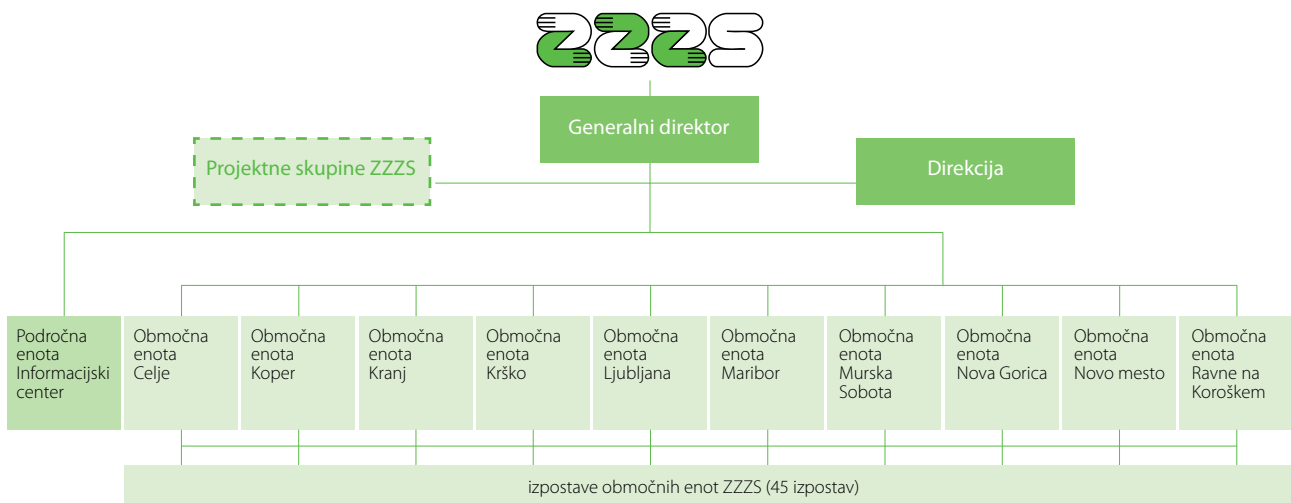 ZZZS
Generalni direktor
Projektne skupine ZZZS
Direkcija
Področna
enota
Informacijski
center
Območna
enota
Celje
Območna
enota
Koper
Območna
enota
Kranj
Območna
enota
Krško
Območna
enota
Ljubljana
Območna
enota
Maribor
Območna
enota
Murska
Sobota
Območna
enota
Nova Gorica
Območna
enota
Novo mesto
Območna
enota
Ravne na
Koroškem
izpostave območnih enot ZZZS (45 izpostav)